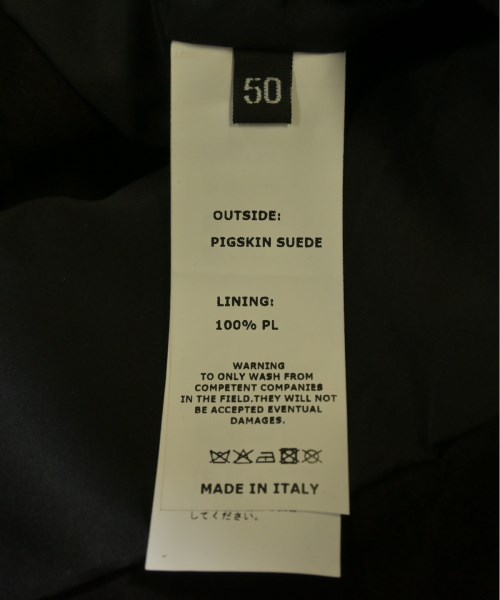 50
OUTSIDE:
PIGSKIN SUEDE
LINING:
100% PL
WARNING
TO ONLY WASH FROM
COMPETENT COMPANIES
IN THE FIELD.THEY WILL NOT
BE ACCEPTED EVENTUAL
DAMAGES.
MADE IN ITALY
してください。